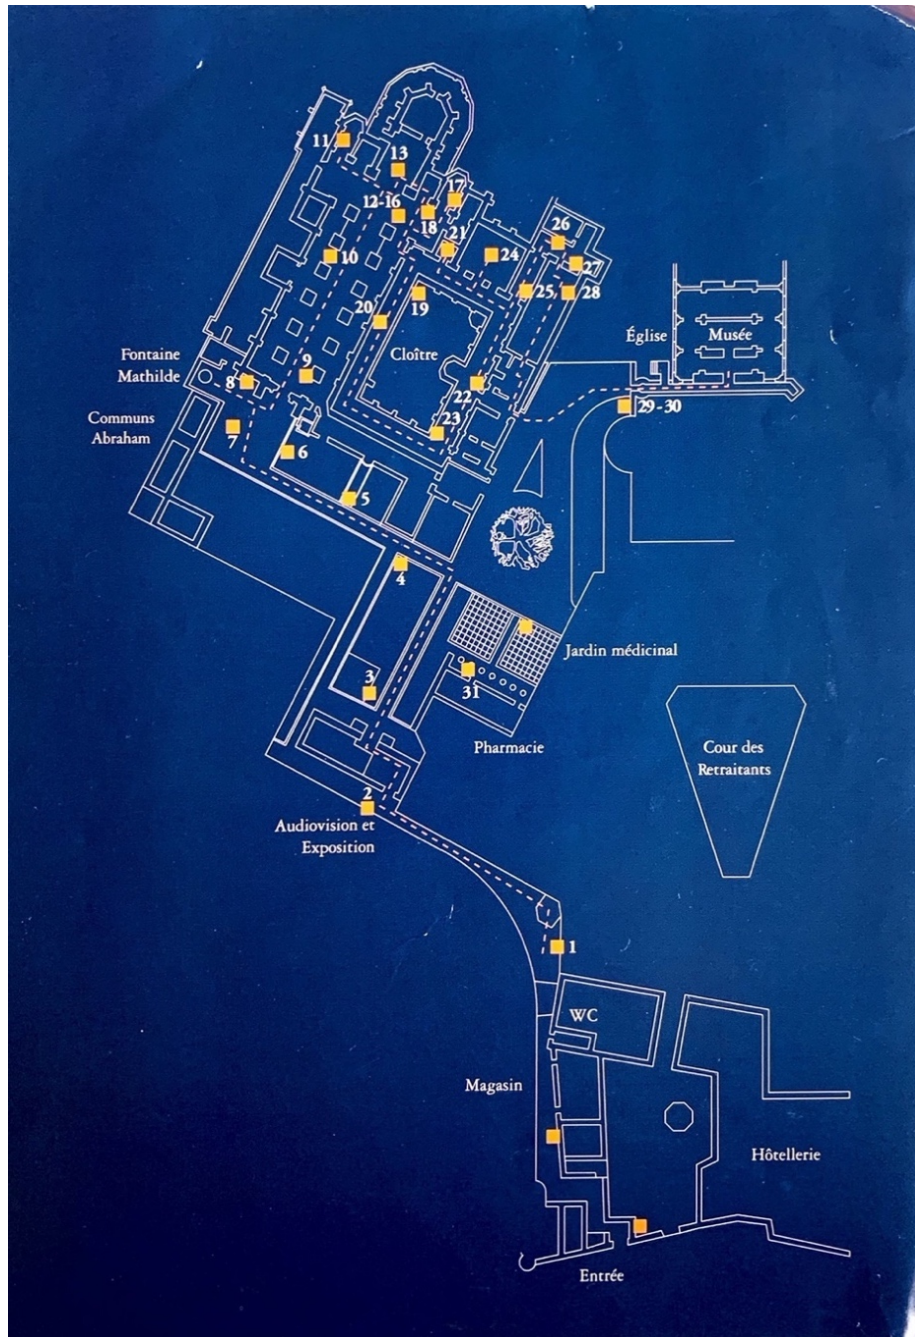 11
13
17
12-16
18
26
21
24
27
10
25
28
19
20
Église
Musée
Cloître
Fontaine
Mathilde
9
8
22
29 - 30
Communs
Abraham
7
23
6
5
4
Jardin médicinal
3
31
Pharmacie
Cour des
Retraitants
2
Audiovision et
Exposition
1
WC
Magasin
Hôtellerie
Entrée